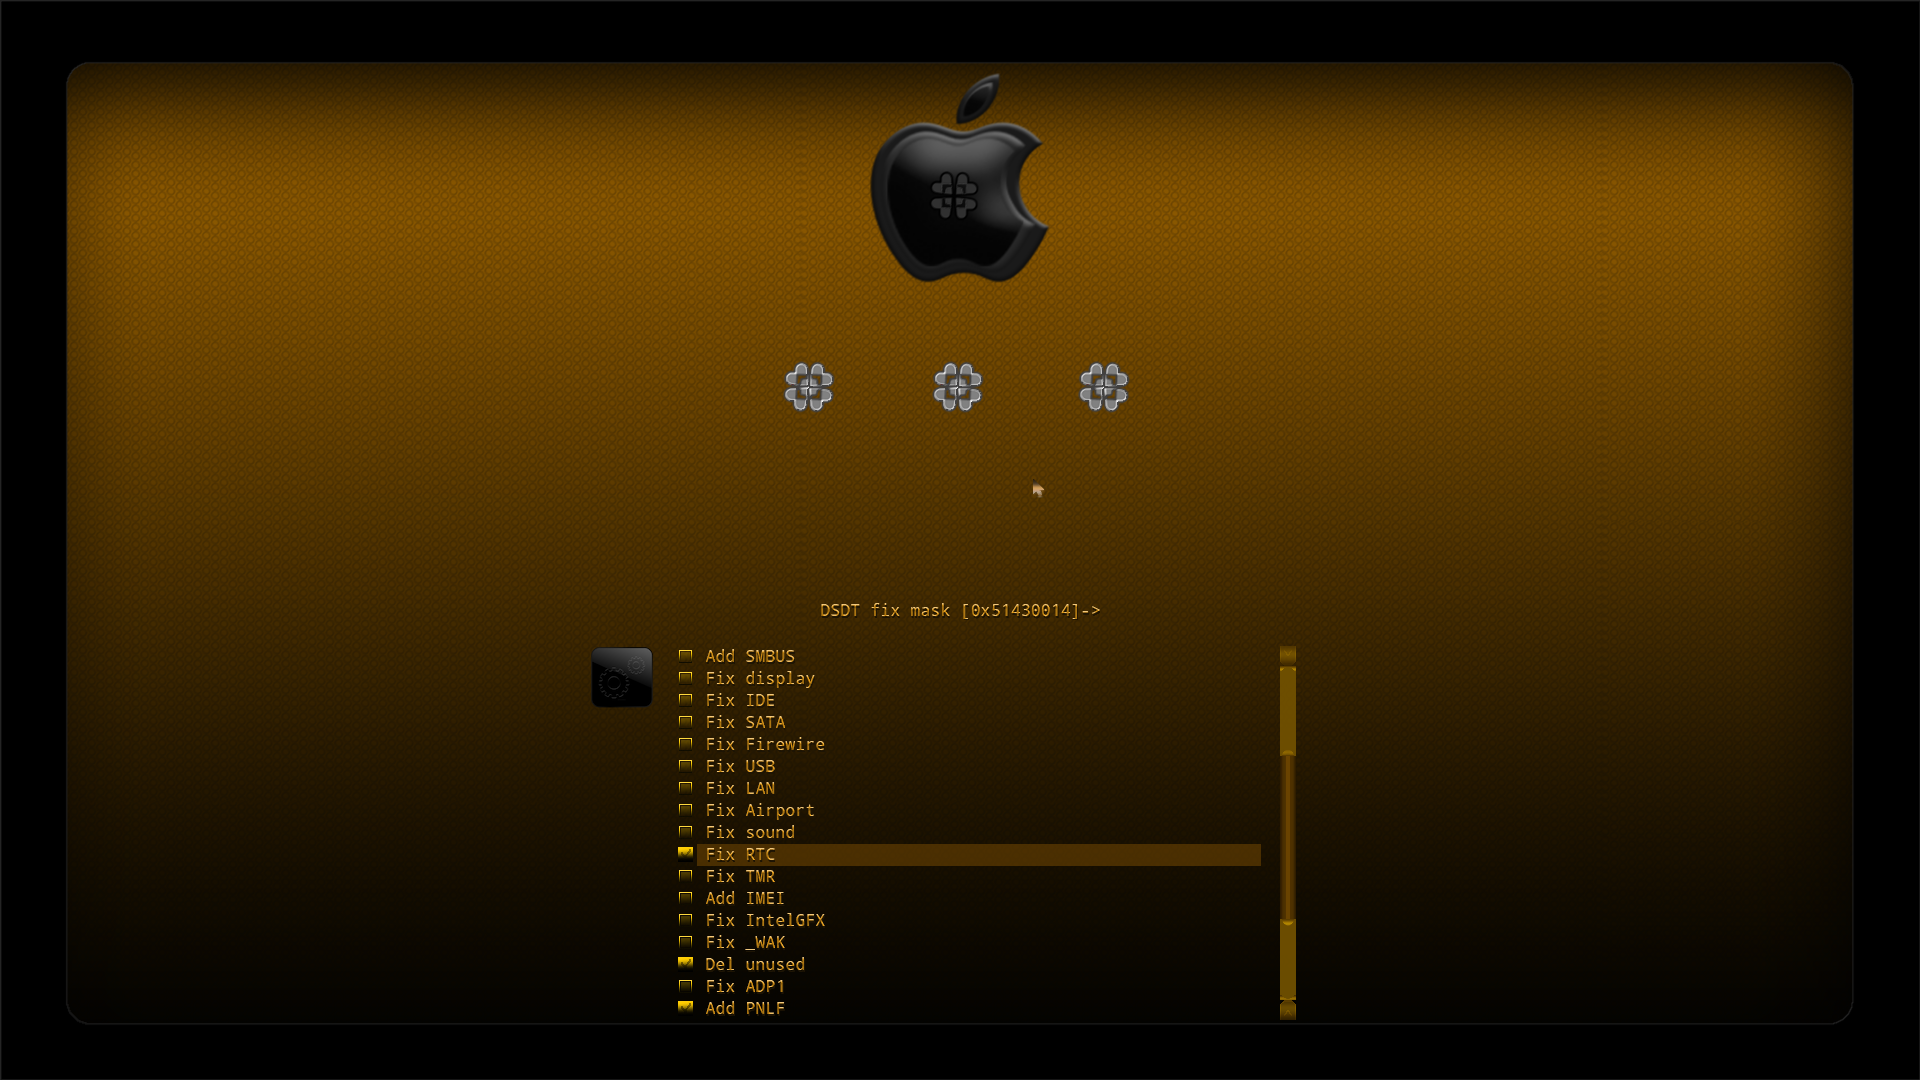 DSDT fix mask [0x51430014]->
Add SMBUS
Fix display
Fix IDE
Fix SATA
Fix Firewire
Fix USB
Fix LAN
Fix Airport
Fix sound
Fix RTC
Fix TMR
Add IMEI
Fix IntelGFX
Fix _WAK
Del unused
Fix ADP1
Add PNLF